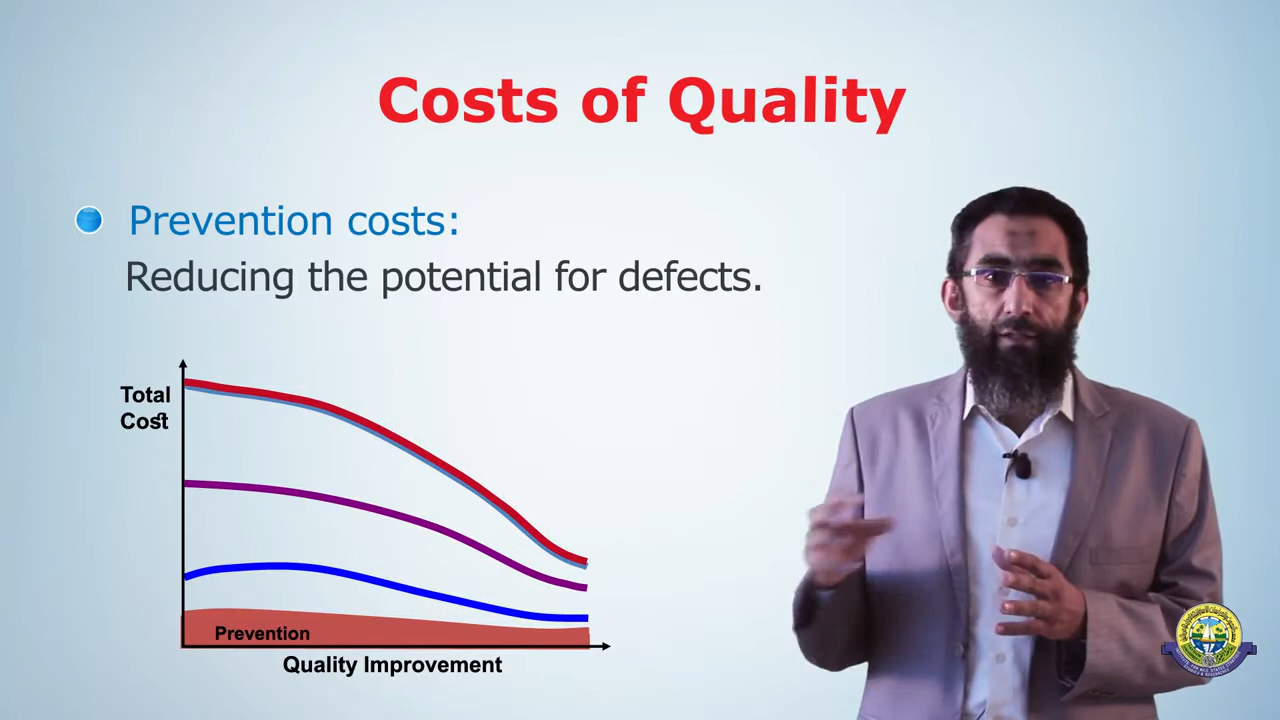 Costs of Quality
Prevention costs:
Reducing the potential for defects.
Total
Cost
Prevention
Quality Improvement